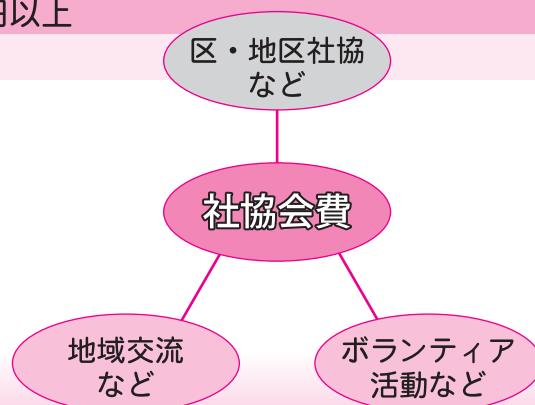 円以上
区・地区社協
など
社協会費
地域交流
など
ボランティア
活動など